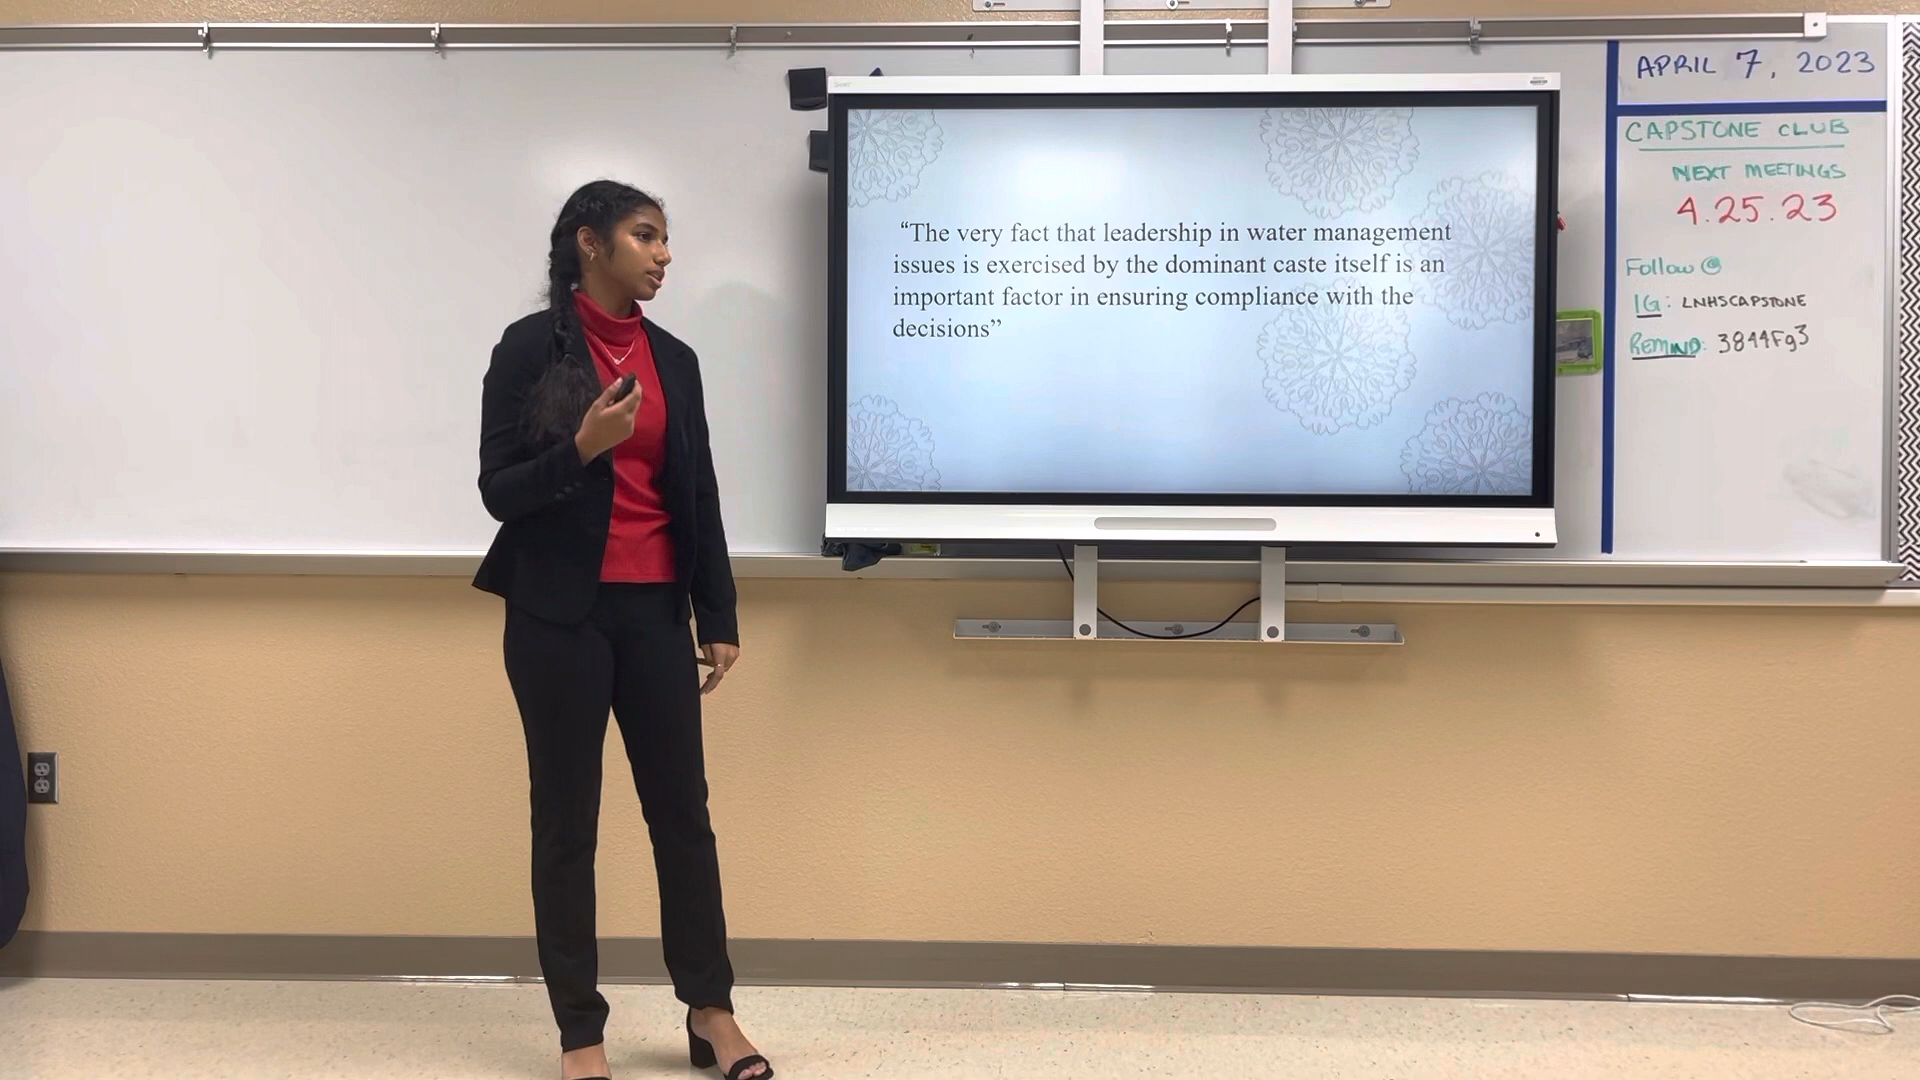 “The very fact that leadership in water management
issues is exercised by the dominant caste itself is an
important factor in ensuring compliance with the
decisions”
APRIL 7, 2023
CAPSTONE CLUB
NEXT MEETINGS
4.25.23
Follow @
IG: LNHSCAPSTONE
REMIND: 3844Fg3